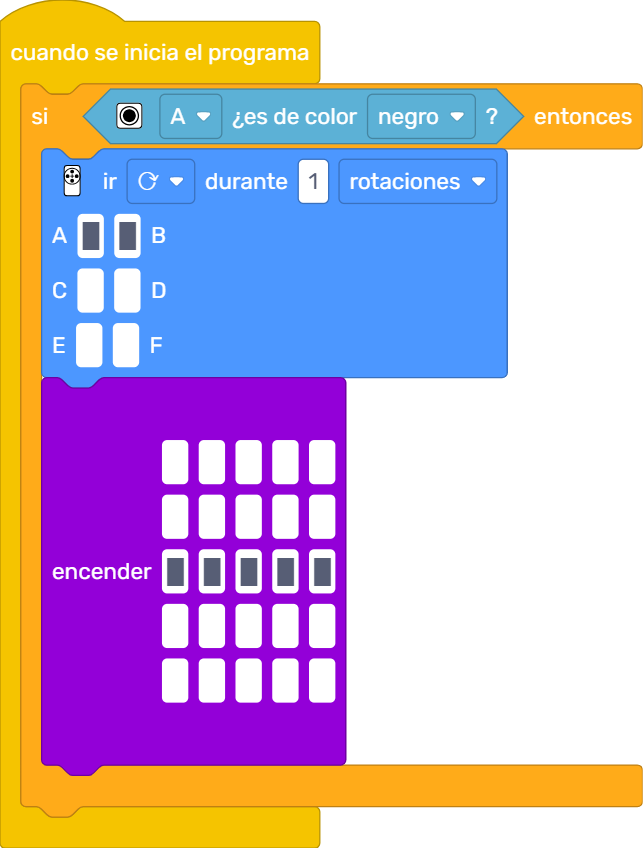 cuando se inicia el programa
si A ¿es de color negro ? entonces
ir durante 1 rotaciones
A B
C D
E F
encender